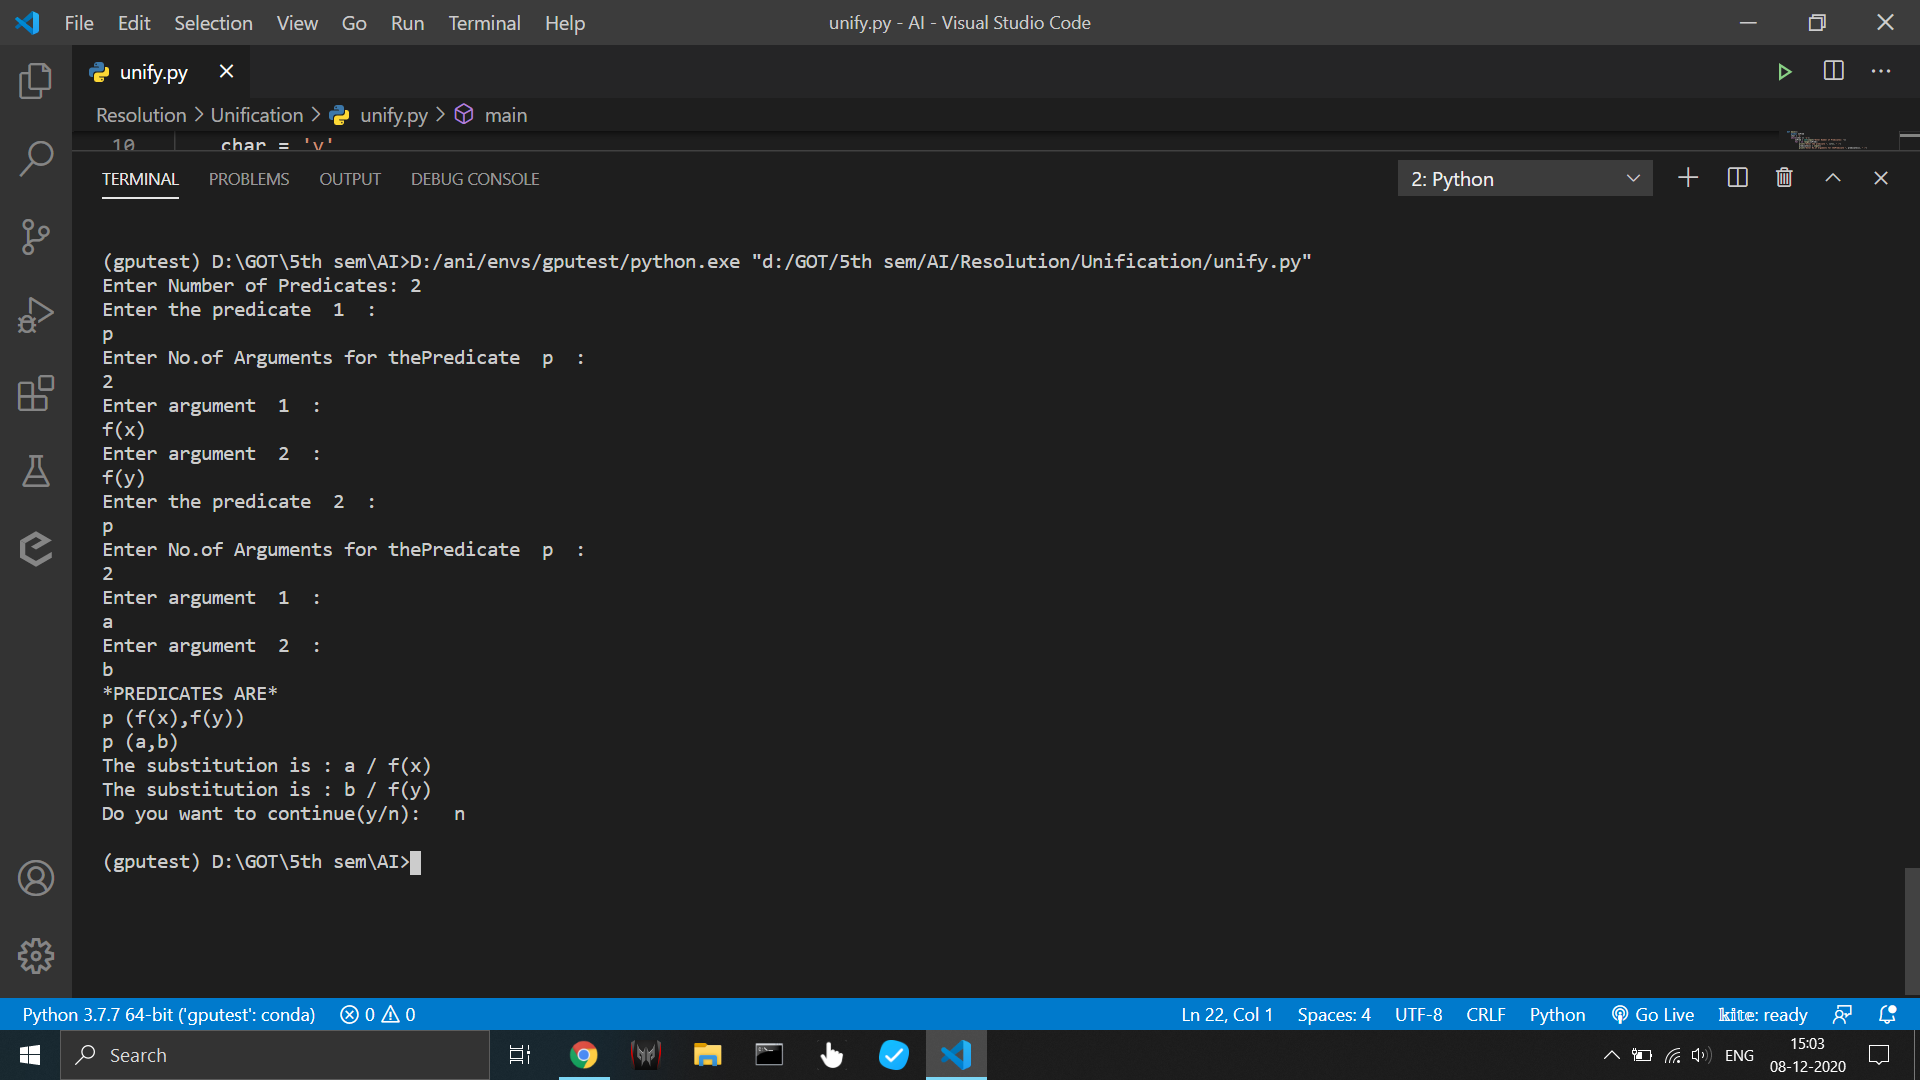 File Edit Selection View Go Run Terminal Help unify.py - AI - Visual Studio Code
unify.py
Resolution > Unification > unify.py > main
10 char = 'y'
TERMINAL PROBLEMS OUTPUT DEBUG CONSOLE 2: Python
(gputest) D:\GOT\5th sem\AI>D:/ani/envs/gputest/python.exe "d:/GOT/5th sem/AI/Resolution/Unification/unify.py"
Enter Number of Predicates: 2
Enter the predicate  1  :
p
Enter No.of Arguments for thePredicate  p  :
2
Enter argument  1  :
f(x)
Enter argument  2  :
f(y)
Enter the predicate  2  :
p
Enter No.of Arguments for thePredicate  p  :
2
Enter argument  1  :
a
Enter argument  2  :
b
*PREDICATES ARE*
p (f(x),f(y))
p (a,b)
The substitution is : a / f(x)
The substitution is : b / f(y)
Do you want to continue(y/n):   n
(gputest) D:\GOT\5th sem\AI>
Python 3.7.7 64-bit ('gputest': conda) 0 0 Ln 22, Col 1 Spaces: 4 UTF-8 CRLF Python Go Live kite: ready
Search ENG 15:03
08-12-2020